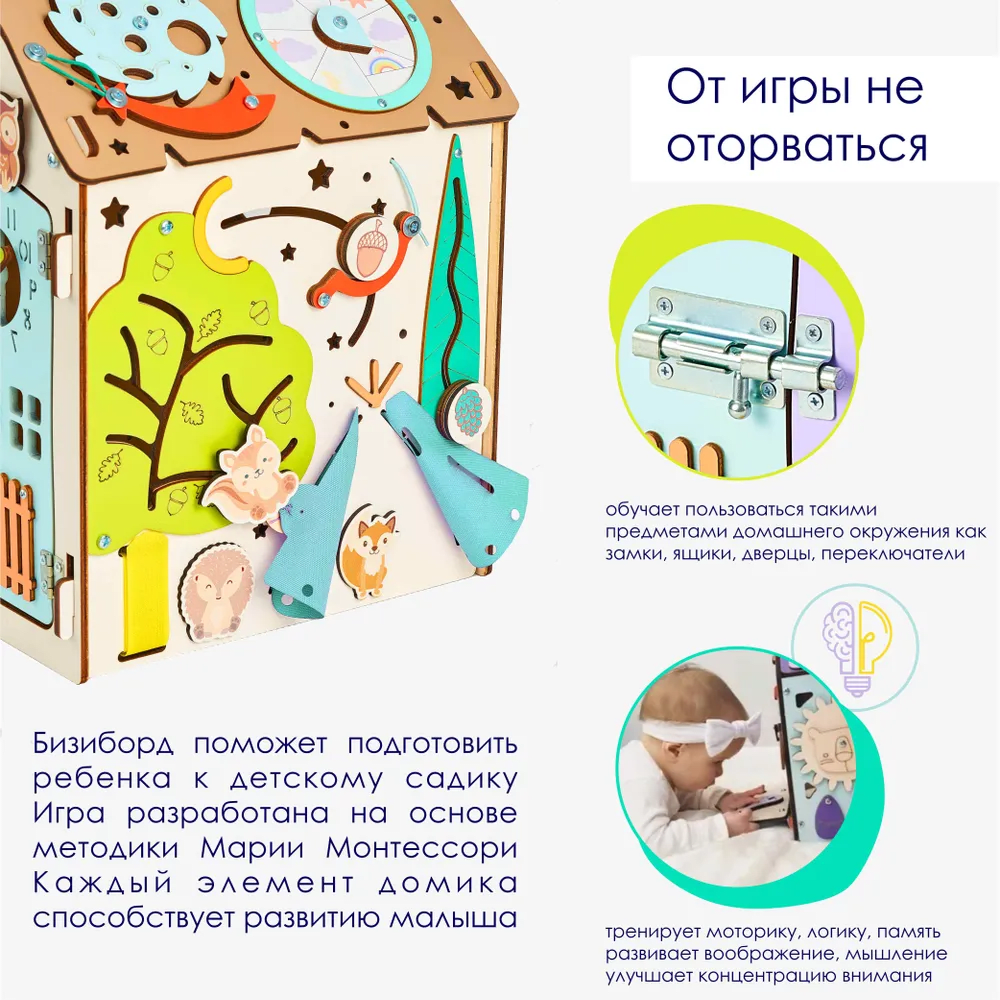 От игры не
оторваться
обучает пользоваться такими
предметами домашнего окружения как
замки, ящики, дверцы, переключатели
Бизиборд поможет подготовить
ребенка к детскому садику
Игра разработана на основе
методики Марии Монтессори
Каждый элемент домика
способствует развитию малыша
тренирует моторику, логику, память
развивает воображение, мышление
улучшает концентрацию внимания